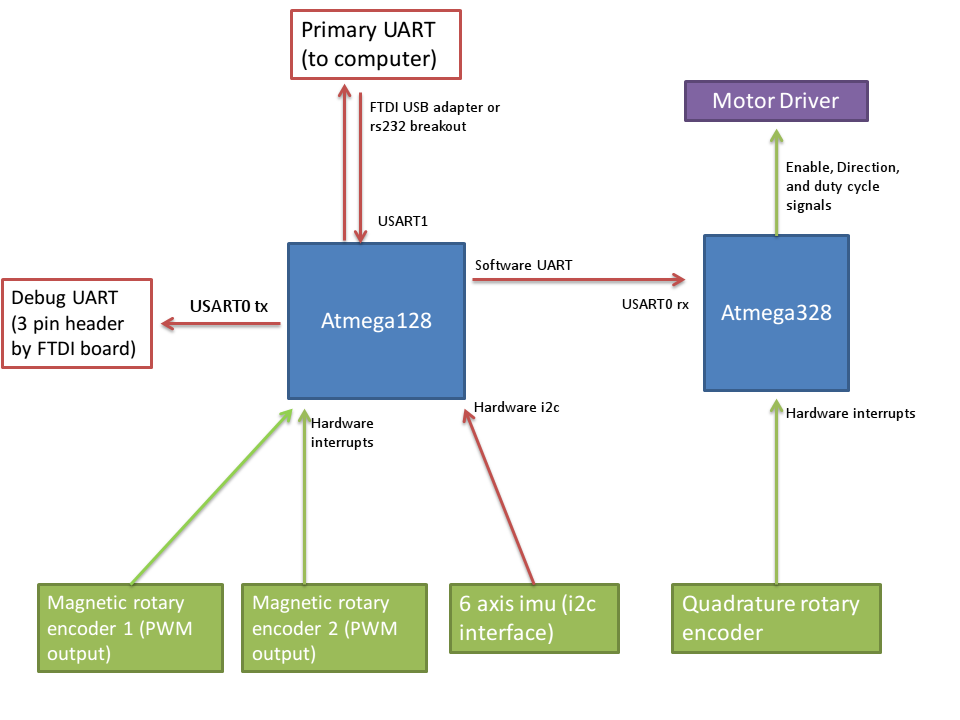 Primary UART
(to computer)
FTDI USB adapter or
rs232 breakout
Motor Driver
Enable, Direction,
and duty cycle
signals
USART1
Software UART
USART0 rx
Debug UART
(3 pin header
by FTDI board)
USART0 tx
Atmega128
Atmega328
Hardware i2c
Hardware
interrupts
Hardware interrupts
Magnetic rotary
encoder 1 (PWM
output)
Magnetic rotary
encoder 2 (PWM
output)
6 axis imu (i2c
interface)
Quadrature rotary
encoder